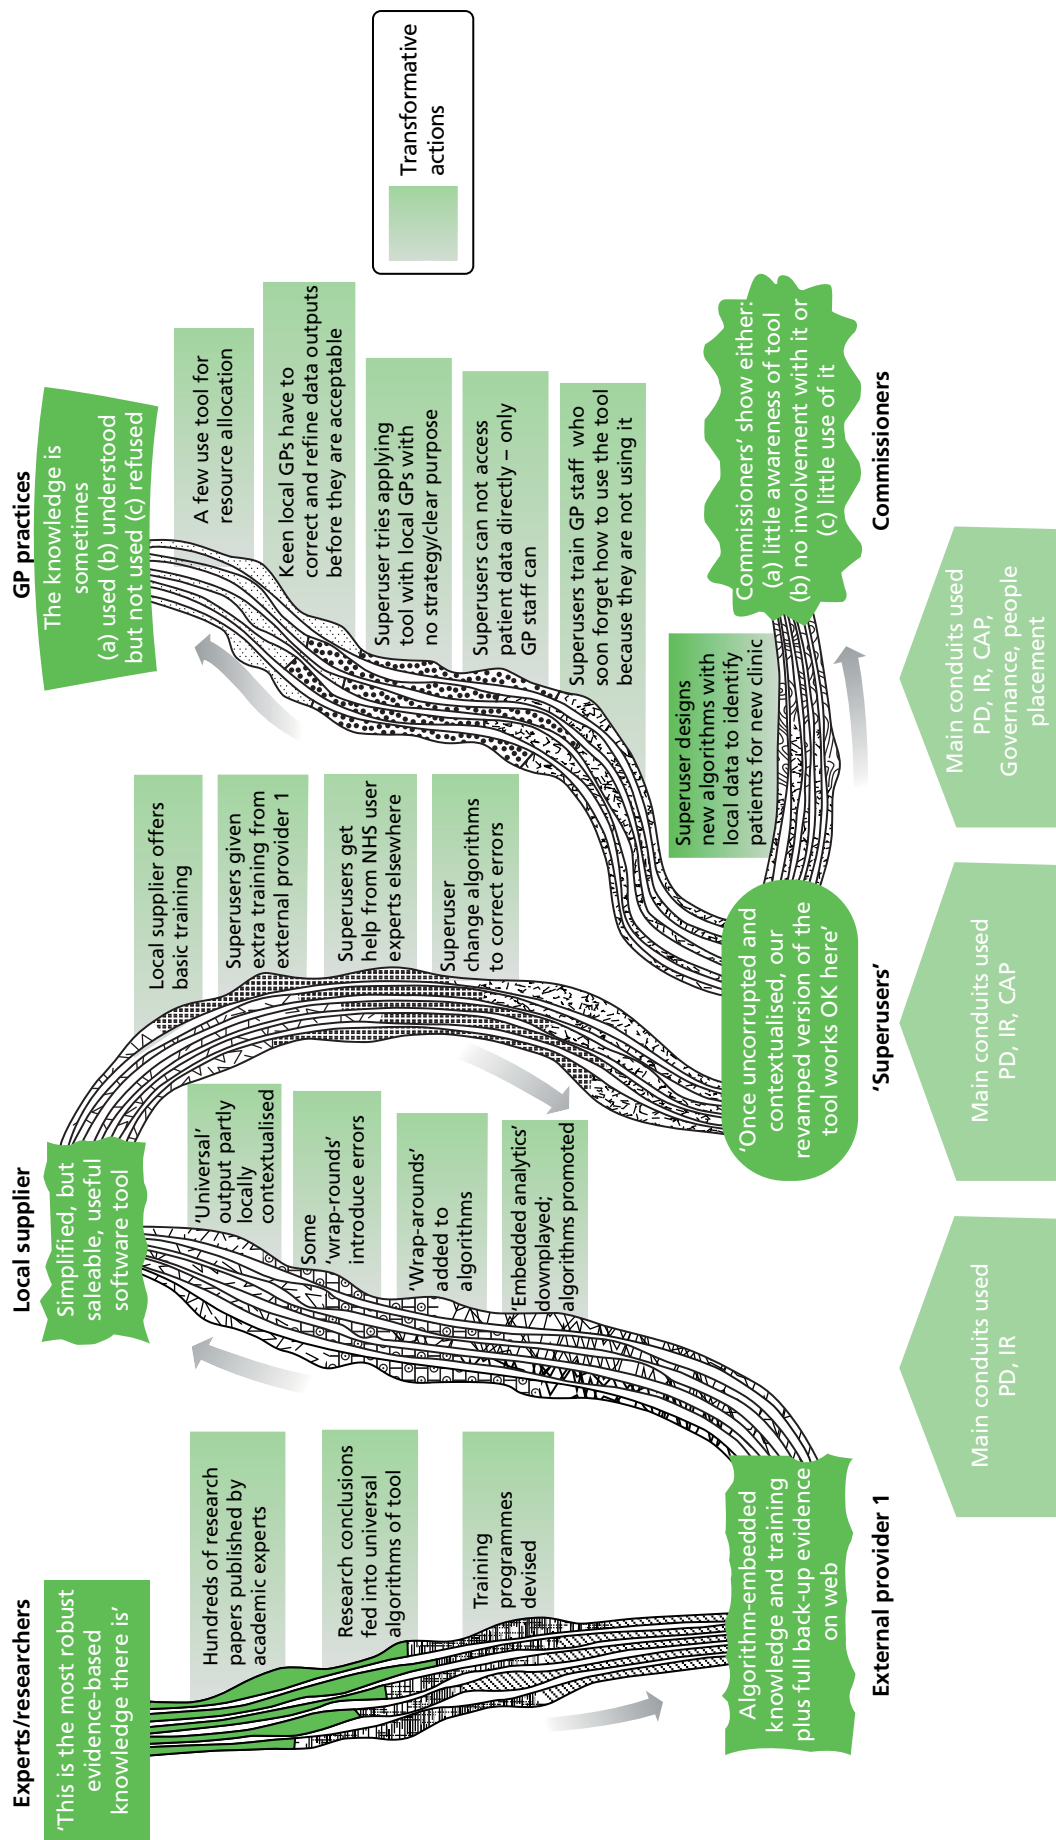 Experts/researchers
'This is the most robust
evidence-based
knowledge there is'
Hundreds of research
papers published by
academic experts
Research conclusions
fed into universal
algorithms of tool
Training
programmes
devised
Algorithm-embedded
knowledge and training
plus full back-up evidence
on web
External provider 1
Local supplier
Simplified, but
saleable, useful
software tool
'Universal'
output partly
locally
contextualised
Some
'wrap-rounds'
introduce errors
'Wrap-arounds'
added to
algorithms
'Embedded analytics'
downplayed;
algorithms promoted
Local supplier offers
basic training
Superusers given
extra training from
external provider 1
Superusers get
help from NHS user
experts elsewhere
Superuser
change algorithms
to correct errors
'Once uncorrupted and
contextualised, our
revamped version of the
tool works OK here'
'Superusers'
GP practices
The knowledge is
sometimes
(a) used (b) understood
but not used (c) refused
A few use tool for
resource allocation
Keen local GPs have to
correct and refine data outputs
before they are acceptable
Superuser tries applying
tool with local GPs with
no strategy/clear purpose
Superusers can not access
patient data directly – only
GP staff can
Superusers train GP staff who
soon forget how to use the tool
because they are not using it
Superuser designs
new algorithms with
local data to identify
patients for new clinic
Commissioners' show either:
(a) little awareness of tool
(b) no involvement with it or
(c) little use of it
Commissioners
Transformative
actions
Main conduits used
PD, IR
Main conduits used
PD, IR, CAP
Main conduits used
PD, IR, CAP,
Governance, people
placement